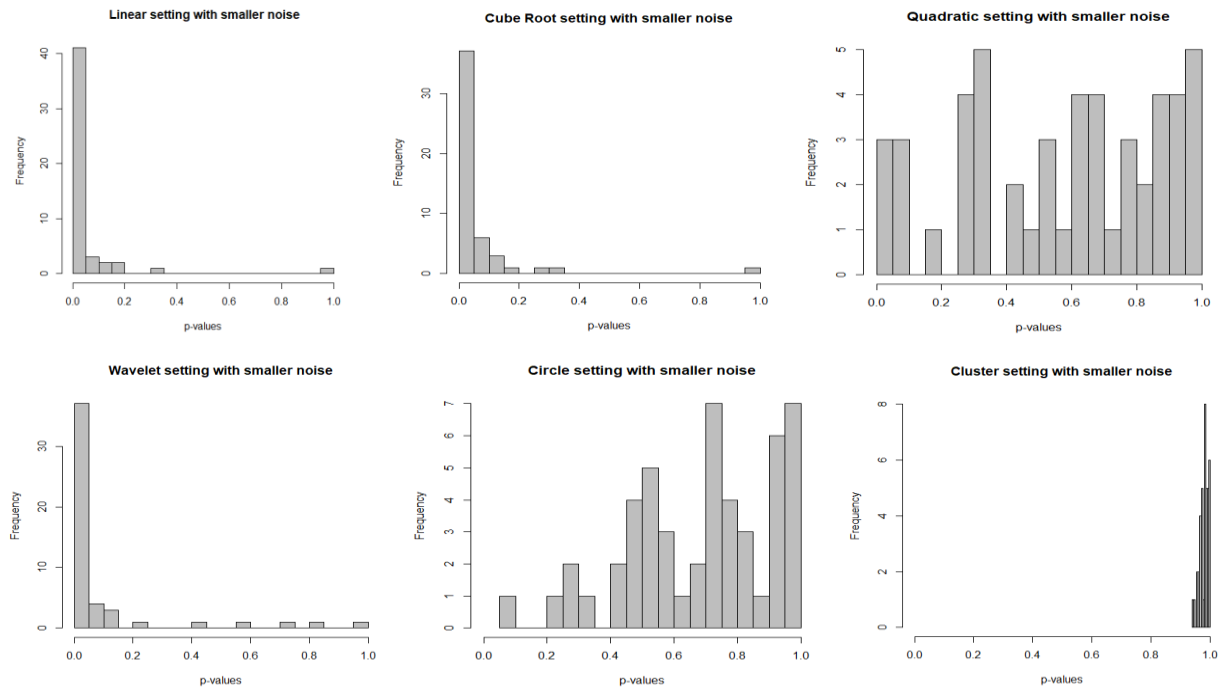 Linear setting with smaller noise
Frequency
40
30
20
10
0
0.0 0.2 0.4 0.6 0.8 1.0
p-values
Cube Root setting with smaller noise
Frequency
30
20
10
0
0.0 0.2 0.4 0.6 0.8 1.0
p-values
Quadratic setting with smaller noise
Frequency
5
4
3
2
1
0
0.0 0.2 0.4 0.6 0.8 1.0
p-values
Wavelet setting with smaller noise
Frequency
30
20
10
0
0.0 0.2 0.4 0.6 0.8 1.0
p-values
Circle setting with smaller noise
Frequency
7
6
5
4
3
2
1
0
0.0 0.2 0.4 0.6 0.8 1.0
p-values
Cluster setting with smaller noise
Frequency
8
6
4
2
0
0.0 0.2 0.4 0.6 0.8 1.0
p-values